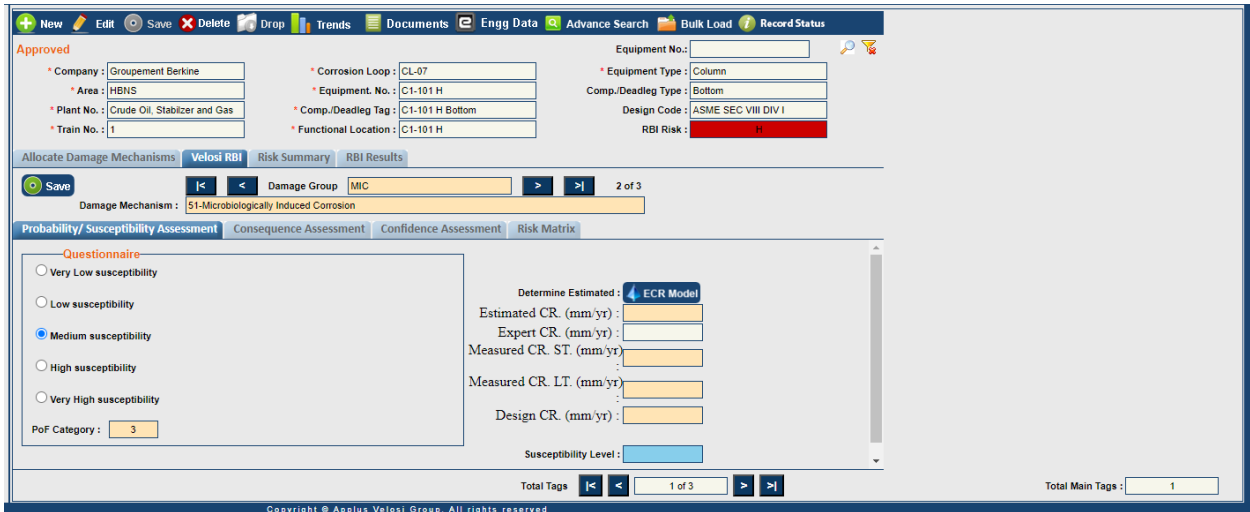 New Edit Save Delete Drop Trends Documents Engg Data Advance Search Bulk Load Record Status
Approved Equipment No.:
* Company : Groupement Berkine * Corrosion Loop : CL-07 * Equipment Type : Column
* Area : HBNS * Equipment. No. : C1-101 H Comp./Deadleg Type : Bottom
* Plant No. : Crude Oil, Stabilzer and Gas * Comp./Deadleg Tag : C1-101 H Bottom Design Code : ASME SEC VIII DIV I
* Train No. : 1 * Functional Location : C1-101 H RBI Risk : H
Allocate Damage Mechanisms Velosi RBI Risk Summary RBI Results
Save |< < Damage Group MIC > >| 2 of 3
Damage Mechanism : 51-Microbiologically Induced Corrosion
Probability/ Susceptibility Assessment Consequence Assessment Confidence Assessment Risk Matrix
Questionnaire
Very Low susceptibility
Low susceptibility
Medium susceptibility
High susceptibility
Very High susceptibility
PoF Category : 3
Determine Estimated : ECR Model
Estimated CR. (mm/yr) :
Expert CR. (mm/yr) :
Measured CR. ST. (mm/yr)
:
Measured CR. LT. (mm/yr)
:
Design CR. (mm/yr) :
Susceptibility Level :
Total Tags |< < 1 of 3 > >| Total Main Tags : 1
Copyright @ Applus Velosi Group. All rights reserved